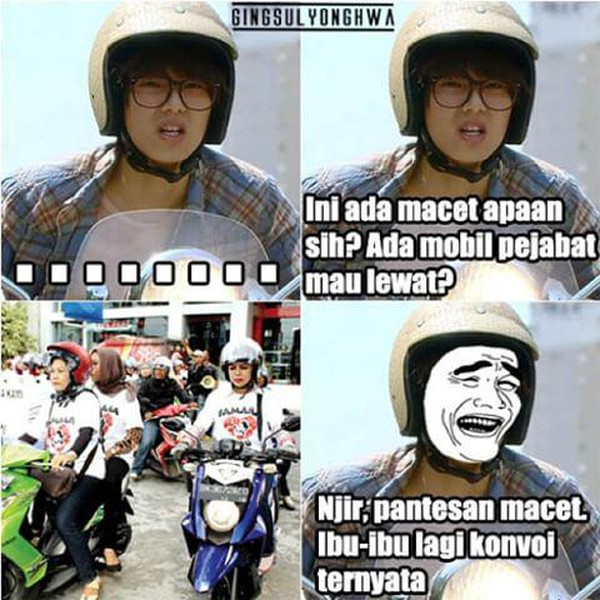 GINGSULYONGHWA
........
Ini ada macet apaan
sih? Ada mobil pejabat
mau lewat?
Njir, pantesan macet.
Ibu-ibu lagi konvoi
ternyata